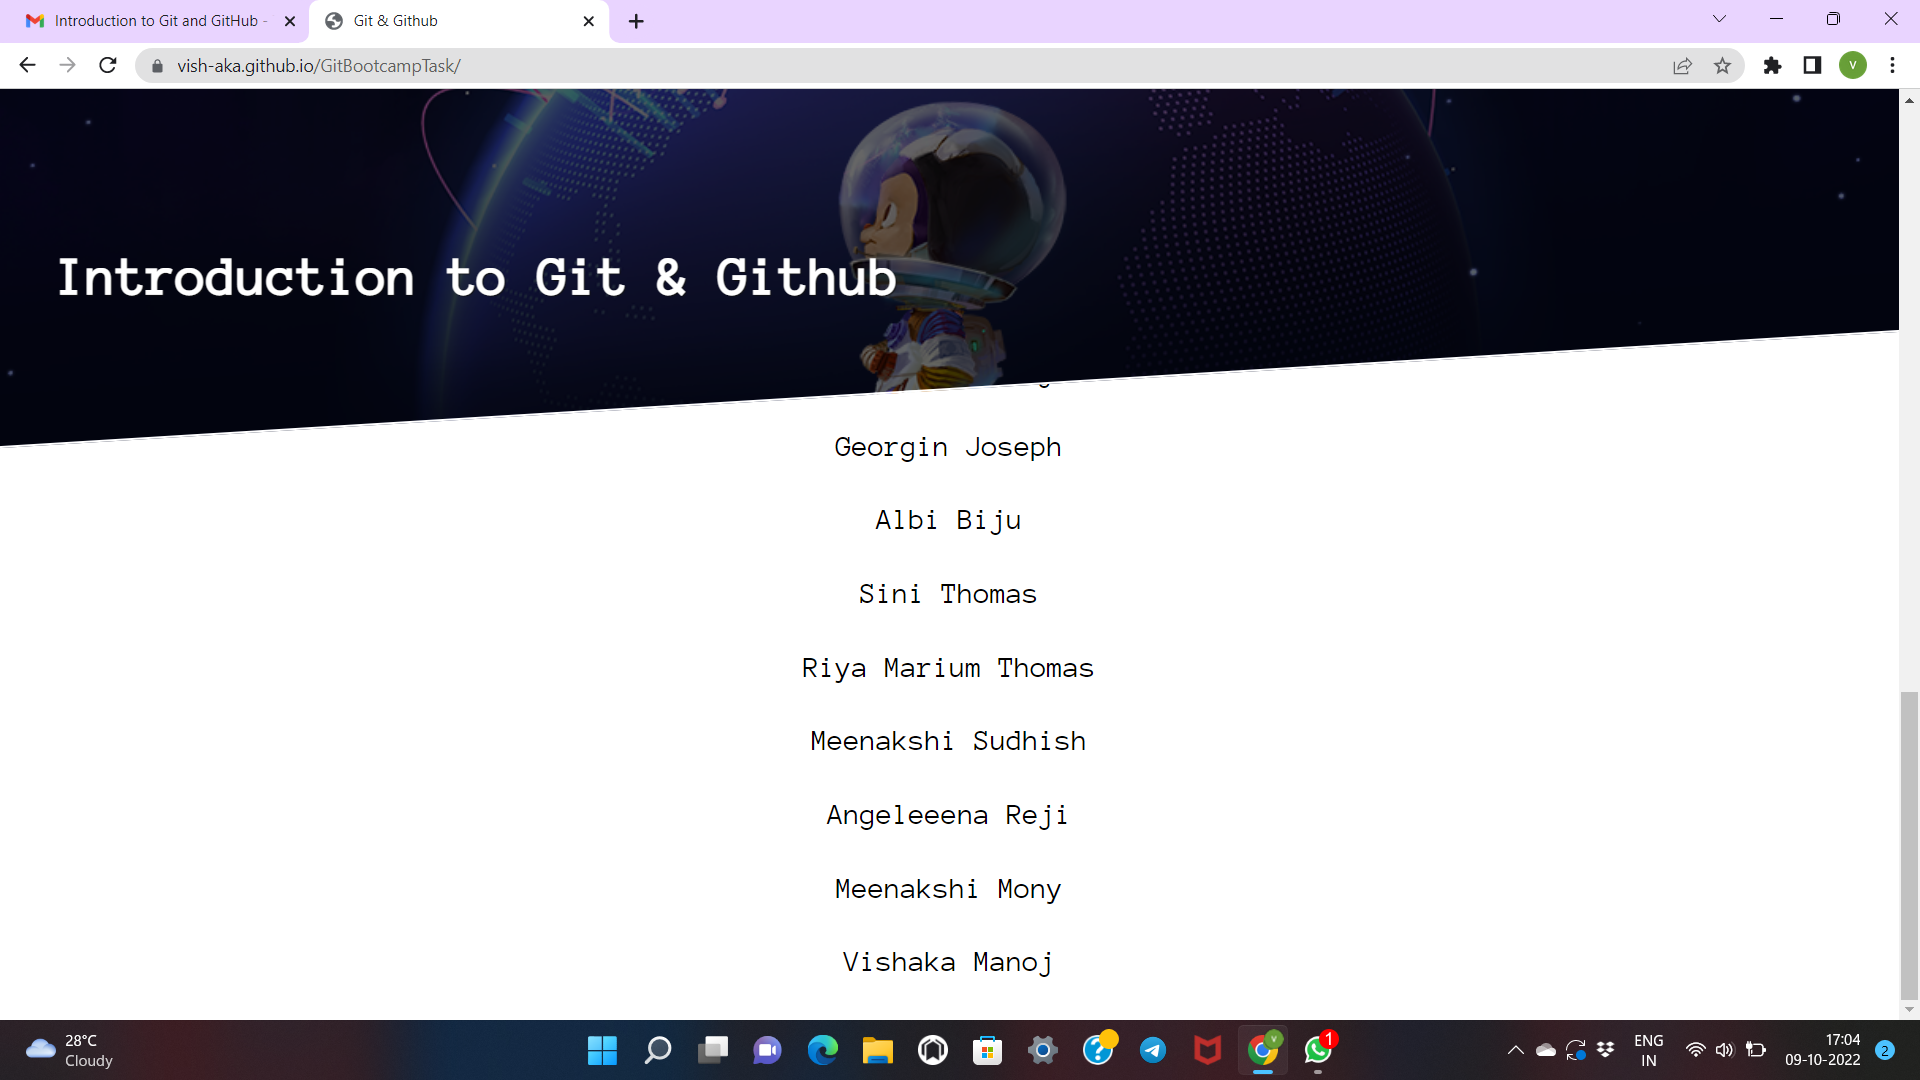 Introduction to Git and GitHub -
Git & Github
vish-aka.github.io/GitBootcampTask/
V
Introduction to Git & Github
Georgin Joseph
Albi Biju
Sini Thomas
Riya Marium Thomas
Meenakshi Sudhish
Angeleeena Reji
Meenakshi Mony
Vishaka Manoj
28°C
Cloudy
V
1
ENG
IN
17:04
09-10-2022
2